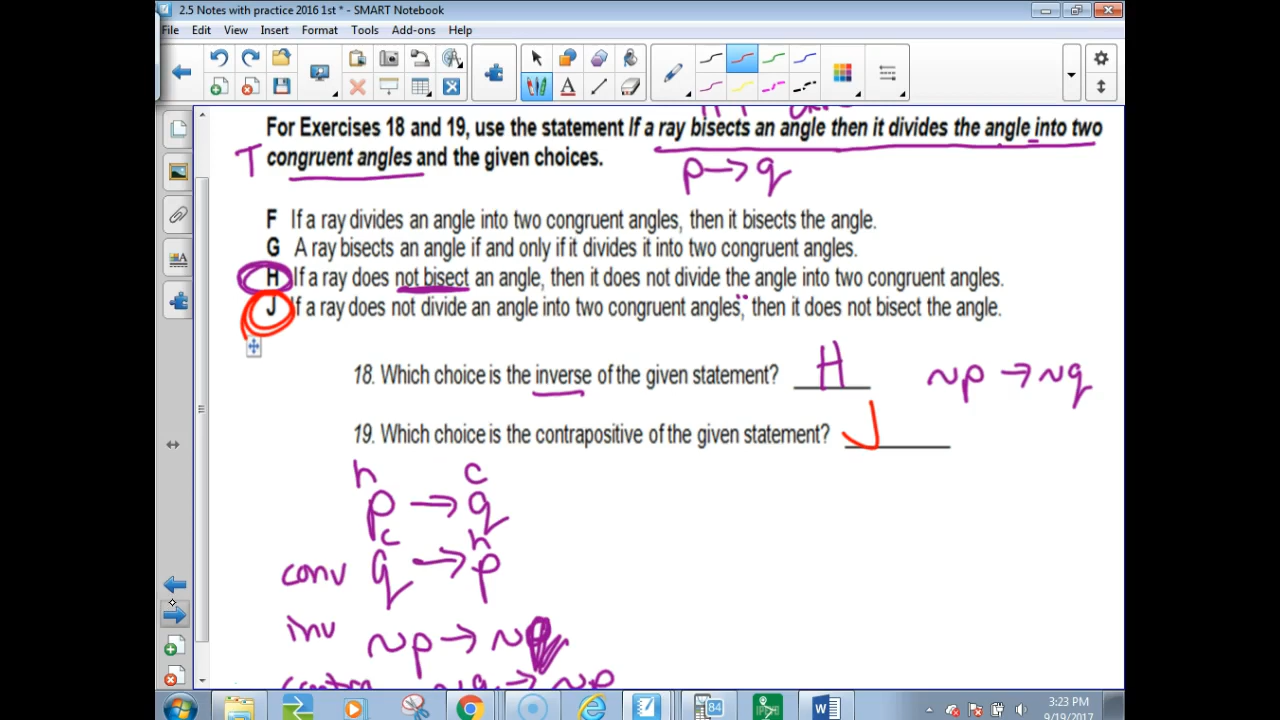 2.5 Notes with practice 2016 1st * - SMART Notebook
File Edit View Insert Format Tools Add-ons Help
For Exercises 18 and 19, use the statement If a ray bisects an angle then it divides the angle into two
T congruent angles and the given choices.
p → q
F If a ray divides an angle into two congruent angles, then it bisects the angle.
G A ray bisects an angle if and only if it divides it into two congruent angles.
H If a ray does not bisect an angle, then it does not divide the angle into two congruent angles.
J If a ray does not divide an angle into two congruent angles, then it does not bisect the angle.
18. Which choice is the inverse of the given statement? H ~p → ~q
19. Which choice is the contrapositive of the given statement? J
h c
p → q
c h
conv q → p
inv ~p → ~q
contra ~q → ~p
84
3:23 PM
9/19/2017